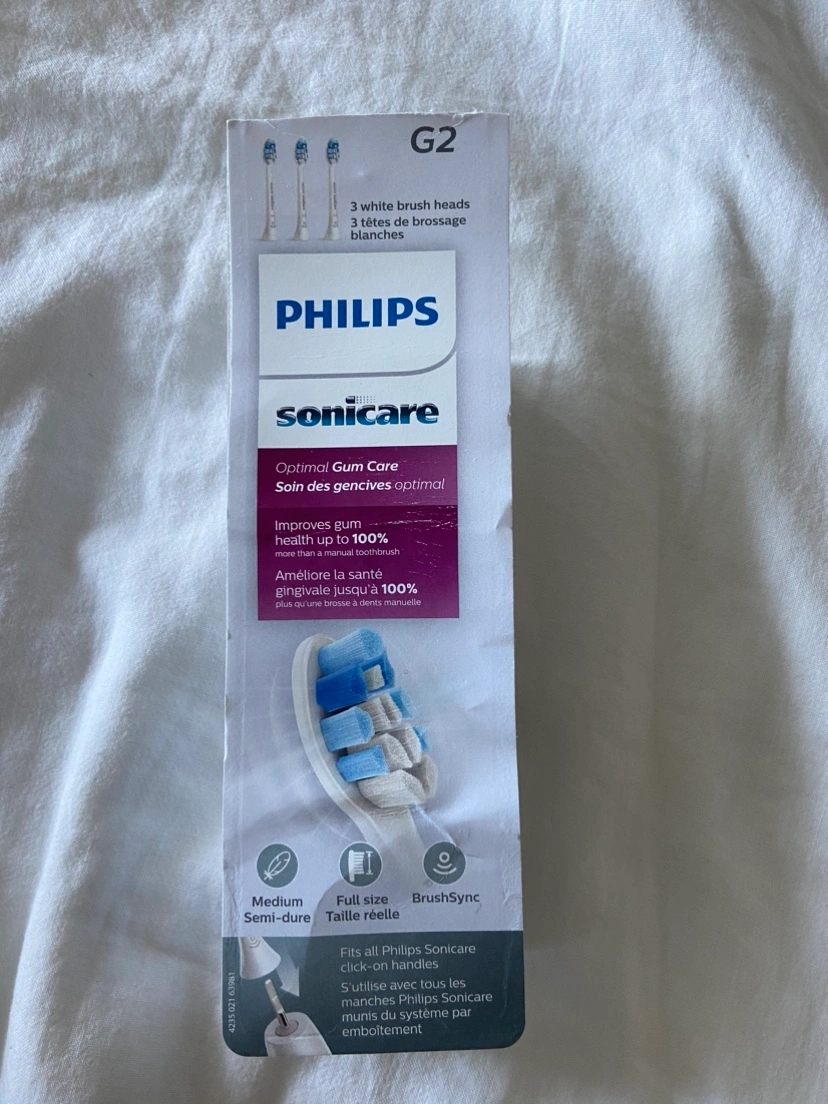 G2
3 white brush heads
3 têtes de brossage
blanches
PHILIPS
sonicare
Optimal Gum Care
Soin des gencives optimal
Improves gum
health up to 100%
more than a manual toothbrush
Améliore la santé
gingivale jusqu'à 100%
plus qu'une brosse à dents manuelle
Medium
Semi-dure
Full size
Taille réelle
BrushSync
Fits all Philips Sonicare
click-on handles
S'utilise avec tous les
manches Philips Sonicare
munis du système par
emboîtement
4235 021 63981